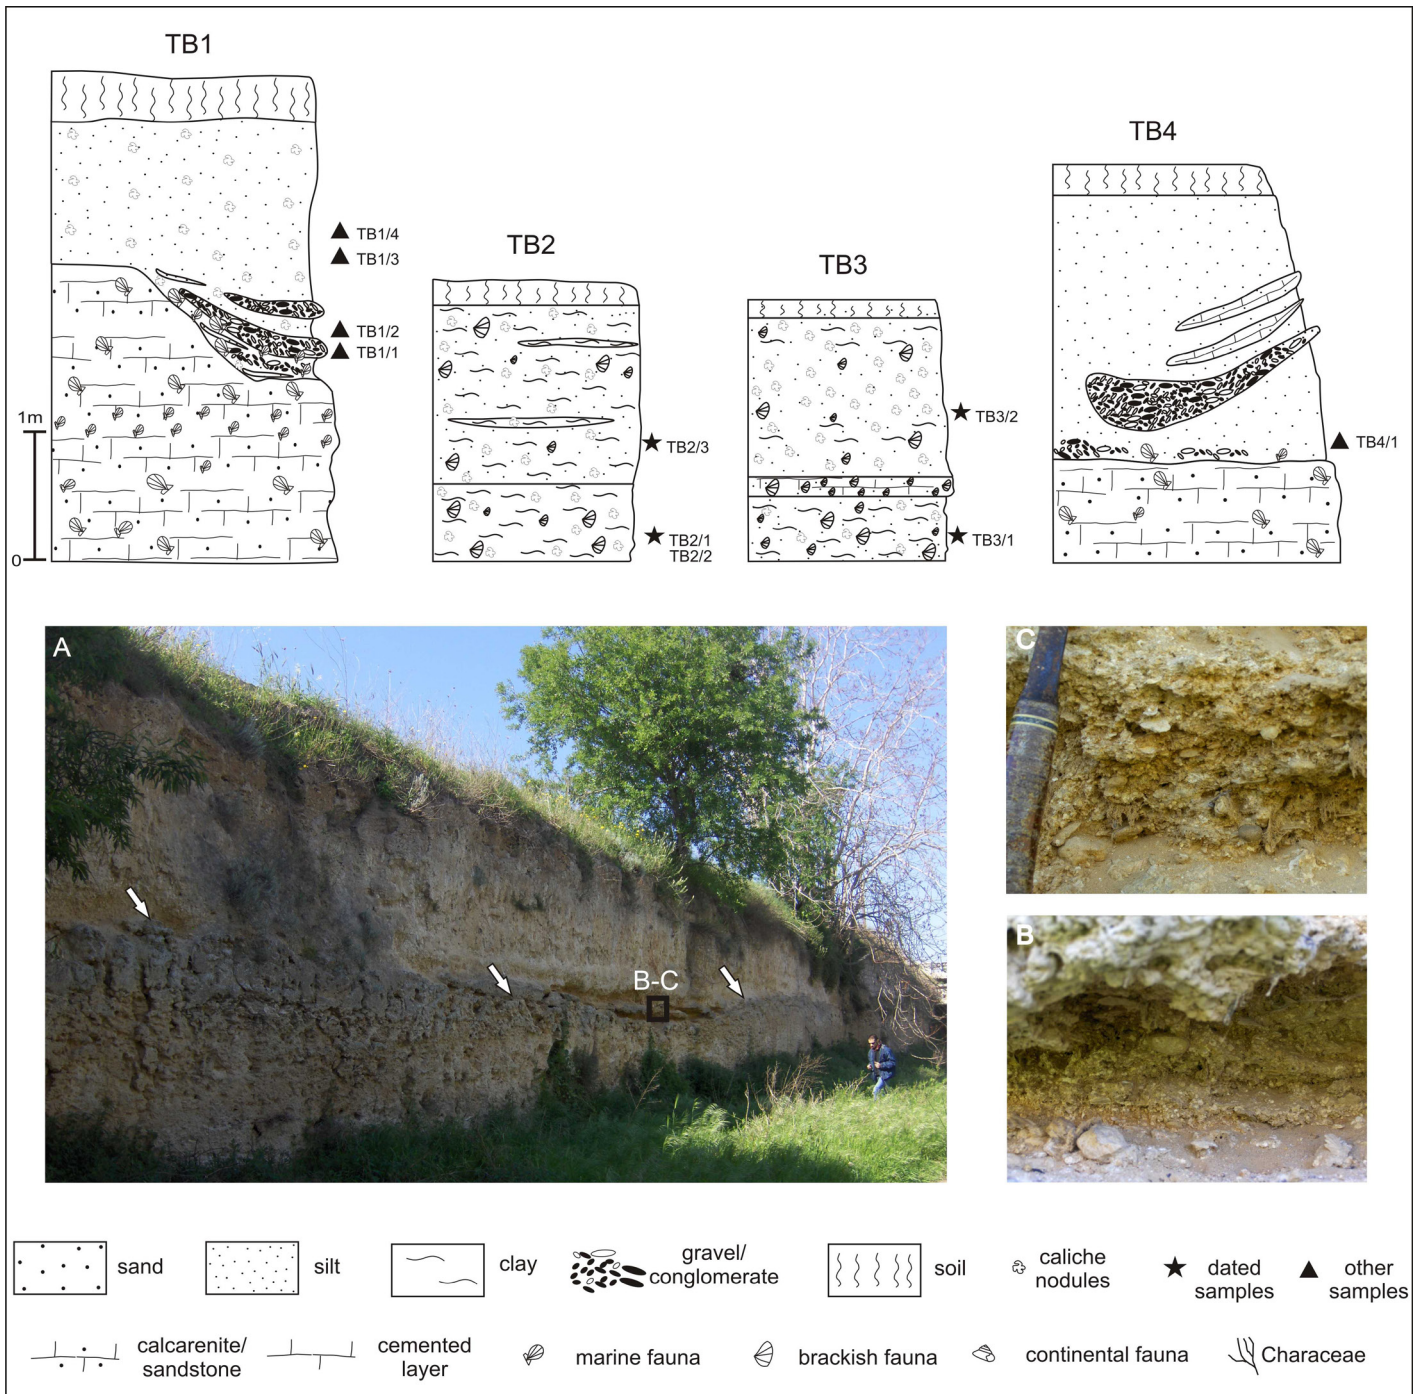 TB1
TB1/4
TB1/3
TB1/2
TB1/1
1m
0
TB2
TB2/3
TB2/1
TB2/2
TB3
TB3/2
TB3/1
TB4
TB4/1
A
B-C
C
B
sand
silt
clay
gravel/
conglomerate
soil
caliche
nodules
dated
samples
other
samples
calcarenite/
sandstone
cemented
layer
marine fauna
brackish fauna
continental fauna
Characeae